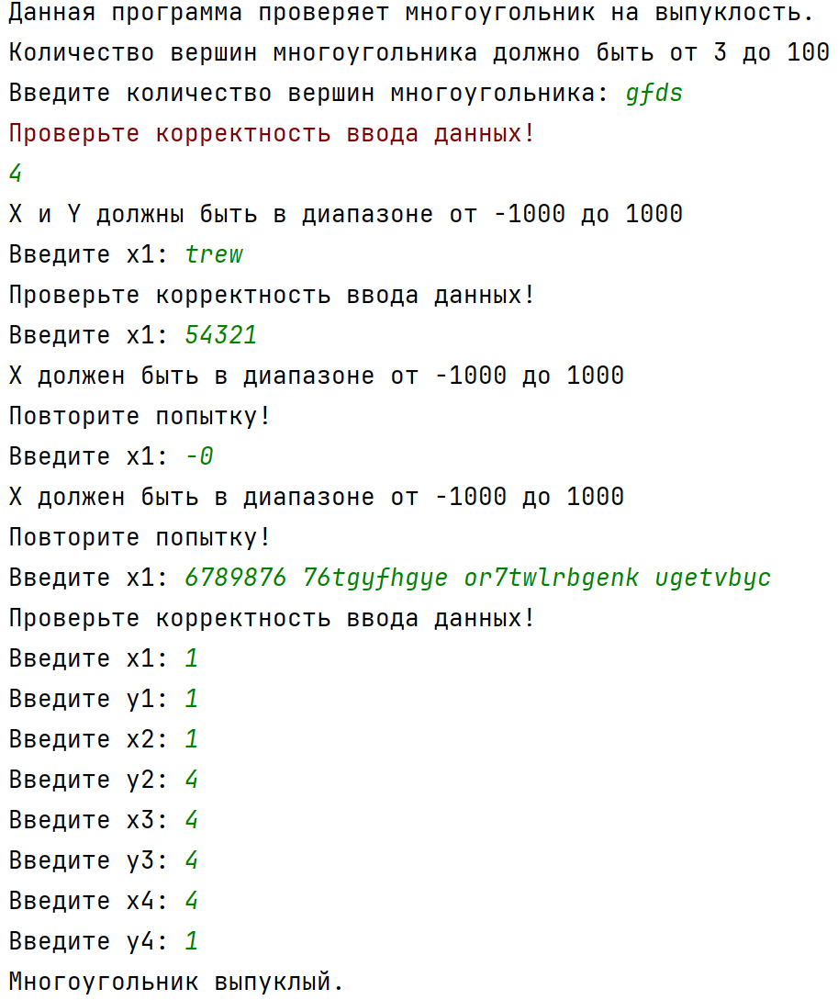 Данная программа проверяет многоугольник на выпуклость.
Количество вершин многоугольника должно быть от 3 до 100
Введите количество вершин многоугольника: gfds
Проверьте корректность ввода данных!
4
X и Y должны быть в диапазоне от -1000 до 1000
Введите x1: trew
Проверьте корректность ввода данных!
Введите x1: 54321
X должен быть в диапазоне от -1000 до 1000
Повторите попытку!
Введите x1: -0
X должен быть в диапазоне от -1000 до 1000
Повторите попытку!
Введите x1: 6789876 76tgyfhgye or7twlrbgenk ugetvbyc
Проверьте корректность ввода данных!
Введите x1: 1
Введите y1: 1
Введите x2: 1
Введите y2: 4
Введите x3: 4
Введите y3: 4
Введите x4: 4
Введите y4: 1
Многоугольник выпуклый.